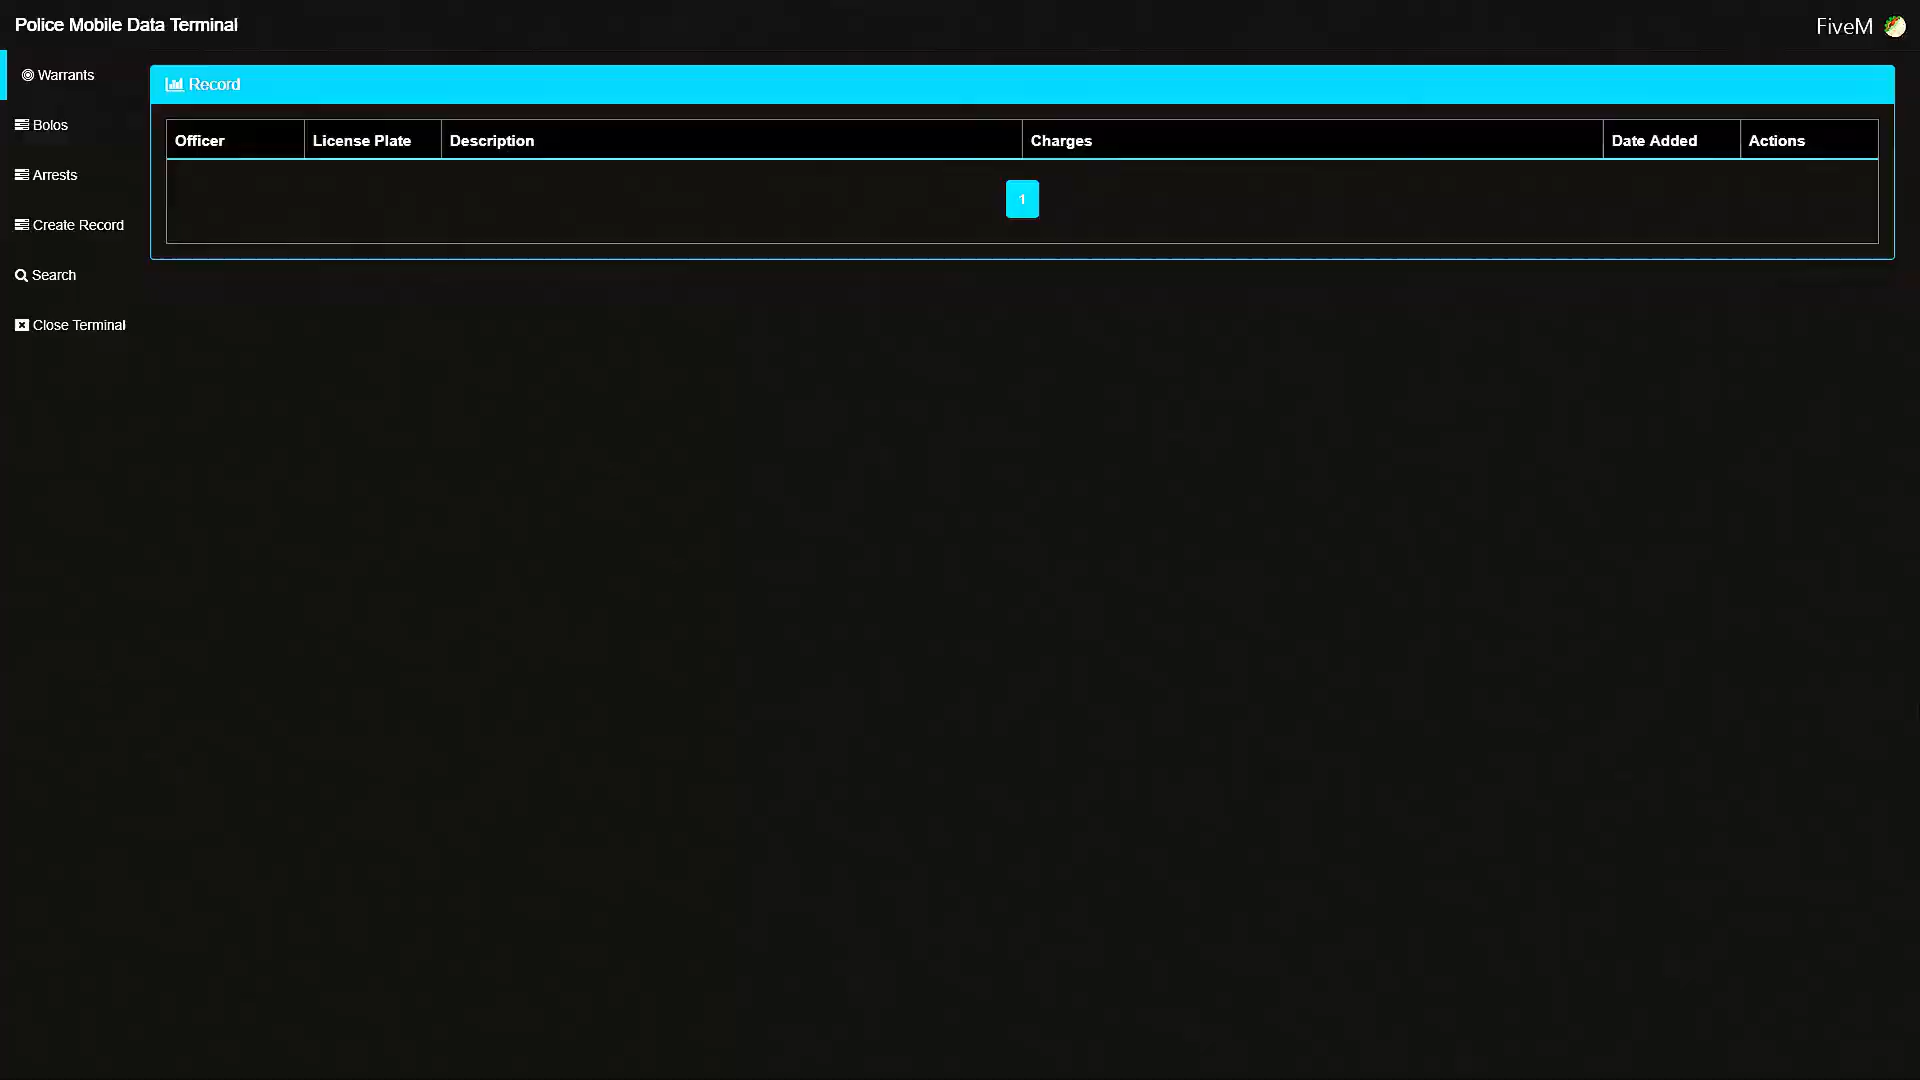 Police Mobile Data Terminal
FiveM
Warrants
Bolos
Arrests
Create Record
Search
Close Terminal
Record
Officer License Plate Description Charges Date Added Actions
1